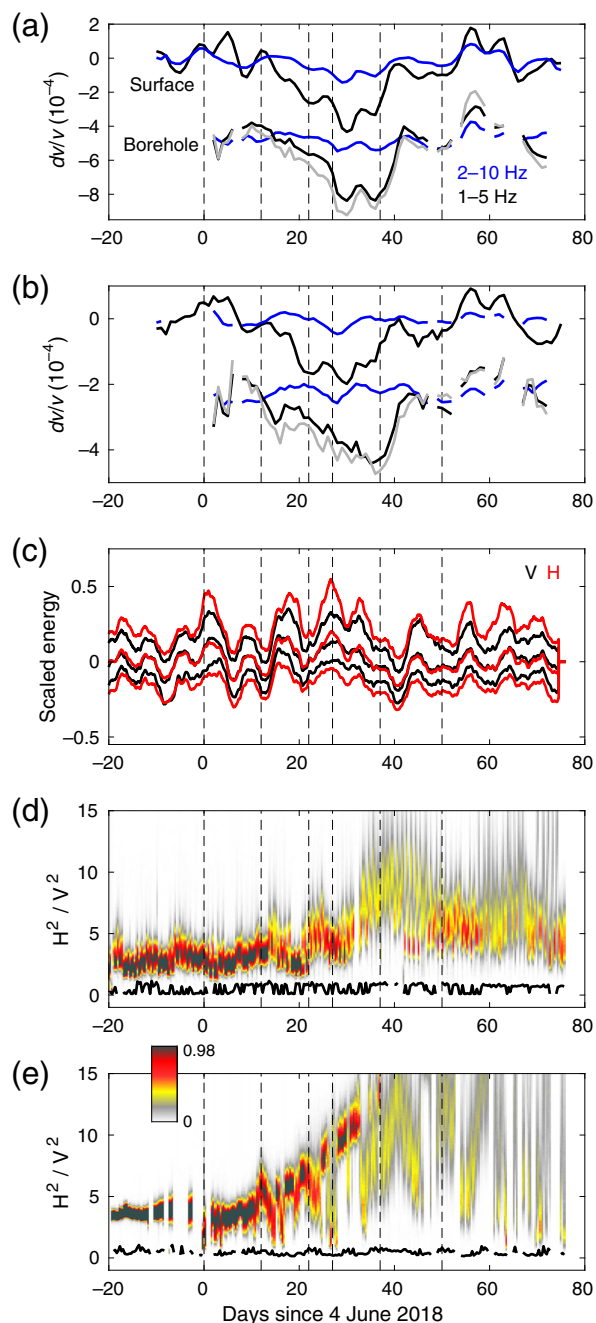 (a)
2
0
−2
−4
−6
−8
dv/v (10⁻⁴)
Surface
Borehole
2–10 Hz
1–5 Hz
−20 0 20 40 60 80
(b)
0
−2
−4
dv/v (10⁻⁴)
−20 0 20 40 60 80
(c)
V H
0.5
0
−0.5
Scaled energy
−20 0 20 40 60 80
(d)
15
10
5
0
H² / V²
−20 0 20 40 60 80
(e)
0.98
0
15
10
5
0
H² / V²
−20 0 20 40 60 80
Days since 4 June 2018